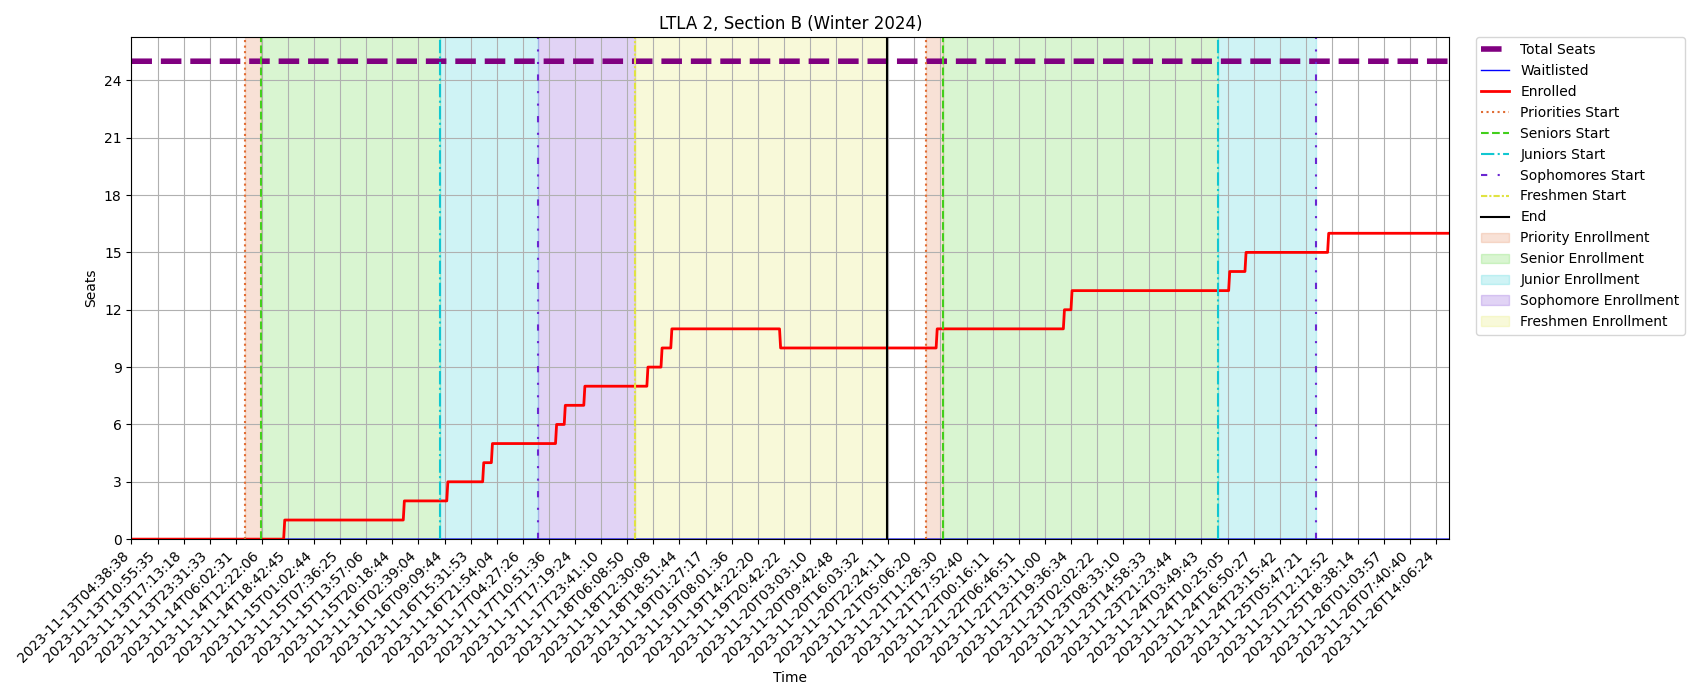 LTLA 2, Section B (Winter 2024)
Seats
24
21
18
15
12
9
6
3
0
2023-11-13T04:38:38
2023-11-13T10:55:35
2023-11-13T17:13:18
2023-11-13T23:31:33
2023-11-14T06:02:31
2023-11-14T12:22:06
2023-11-14T18:42:45
2023-11-15T01:02:44
2023-11-15T07:36:25
2023-11-15T13:57:06
2023-11-15T20:18:44
2023-11-16T02:39:04
2023-11-16T09:09:44
2023-11-16T15:31:53
2023-11-16T21:54:04
2023-11-17T04:27:26
2023-11-17T10:51:36
2023-11-17T17:19:24
2023-11-17T23:41:10
2023-11-18T06:08:50
2023-11-18T12:30:08
2023-11-18T18:51:44
2023-11-19T01:27:17
2023-11-19T08:01:36
2023-11-19T14:22:20
2023-11-19T20:42:22
2023-11-20T03:03:10
2023-11-20T09:42:48
2023-11-20T16:03:32
2023-11-20T22:24:11
2023-11-21T05:06:20
2023-11-21T11:28:30
2023-11-21T17:52:40
2023-11-22T00:16:11
2023-11-22T06:46:51
2023-11-22T13:11:00
2023-11-22T19:36:34
2023-11-23T02:02:22
2023-11-23T08:33:10
2023-11-23T14:58:33
2023-11-23T21:23:44
2023-11-24T03:49:43
2023-11-24T10:25:05
2023-11-24T16:50:27
2023-11-24T23:15:42
2023-11-25T05:47:21
2023-11-25T12:12:52
2023-11-25T18:38:14
2023-11-26T01:03:57
2023-11-26T07:40:40
2023-11-26T14:06:24
Time
Total Seats
Waitlisted
Enrolled
Priorities Start
Seniors Start
Juniors Start
Sophomores Start
Freshmen Start
End
Priority Enrollment
Senior Enrollment
Junior Enrollment
Sophomore Enrollment
Freshmen Enrollment